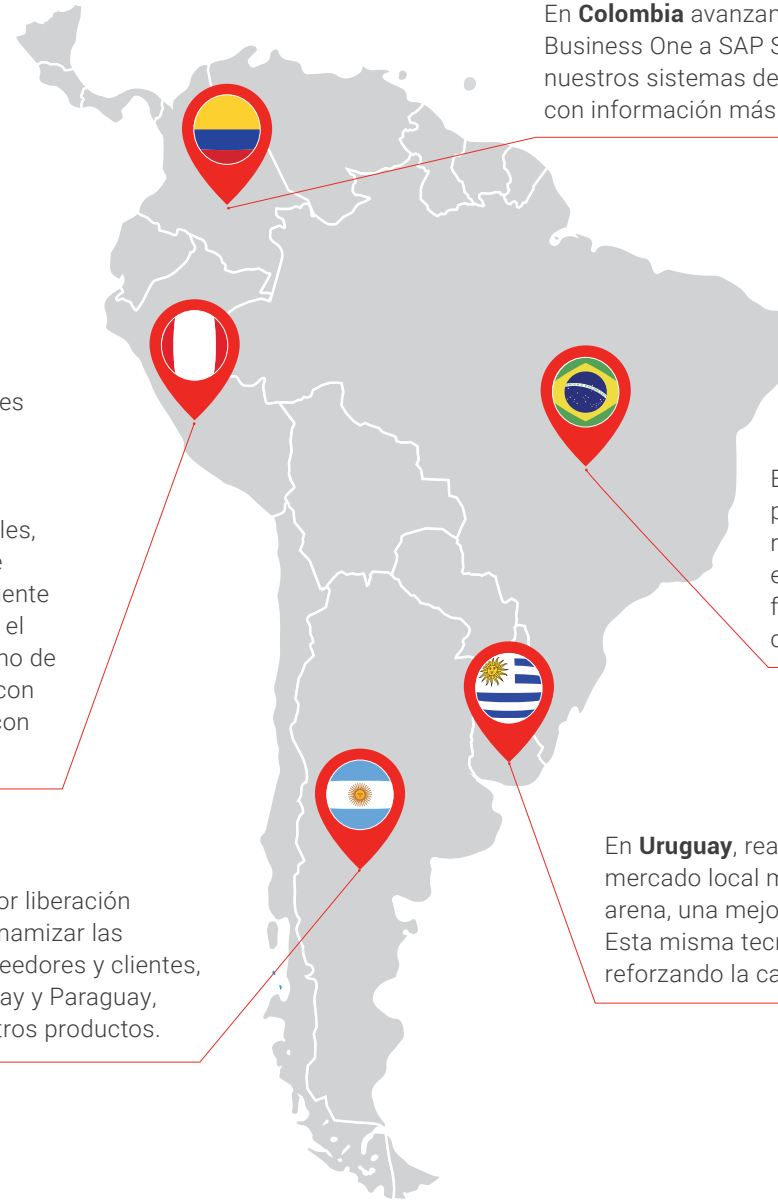 En Colombia avanzan
Business One a SAP S
nuestros sistemas de
con información más
es
les,
e
nente
el
no de
con
con
E
p
r
e
f
c
En Uruguay, rea
mercado local m
arena, una mejo
Esta misma tecn
reforzando la ca
or liberación
namizar las
eedores y clientes,
ay y Paraguay,
tros productos.